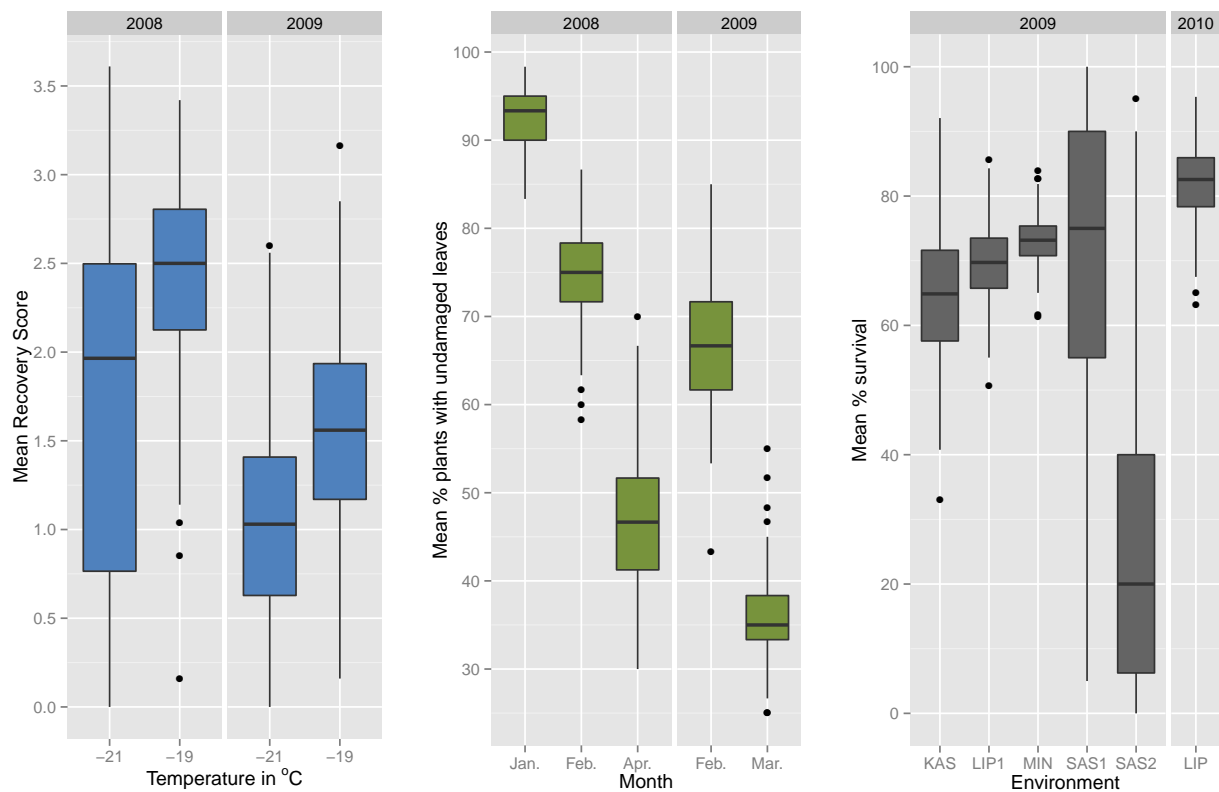 2008 2009
Mean Recovery Score
3.5
3.0
2.5
2.0
1.5
1.0
0.5
0.0
−21 −19 −21 −19
Temperature in °C
2008 2009
Mean % plants with undamaged leaves
100
90
80
70
60
50
40
30
Jan. Feb. Apr. Feb. Mar.
Month
2009 2010
Mean % survival
100
80
60
40
20
0
KAS LIP1 MIN SAS1 SAS2 LIP
Environment